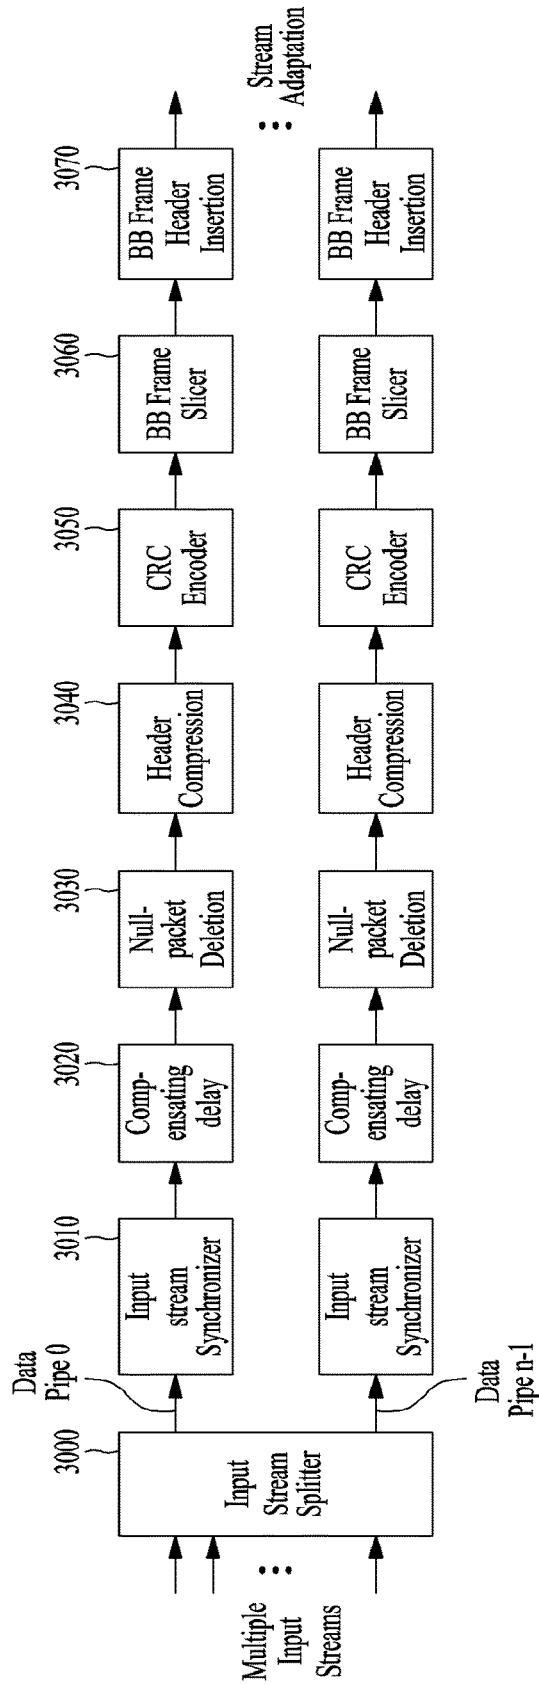 Multiple
Input
Streams
3000
Input
Stream
Splitter
Data
Pipe 0
3010
Input
stream
Synchronizer
3020
Comp-
ensating
delay
3030
Null-
packet
Deletion
3040
Header
Compression
3050
CRC
Encoder
3060
BB Frame
Slicer
3070
BB Frame
Header
Insertion
Data
Pipe n-1
Input
stream
Synchronizer
Comp-
ensating
delay
Null-
packet
Deletion
Header
Compression
CRC
Encoder
BB Frame
Slicer
BB Frame
Header
Insertion
Stream
Adaptation